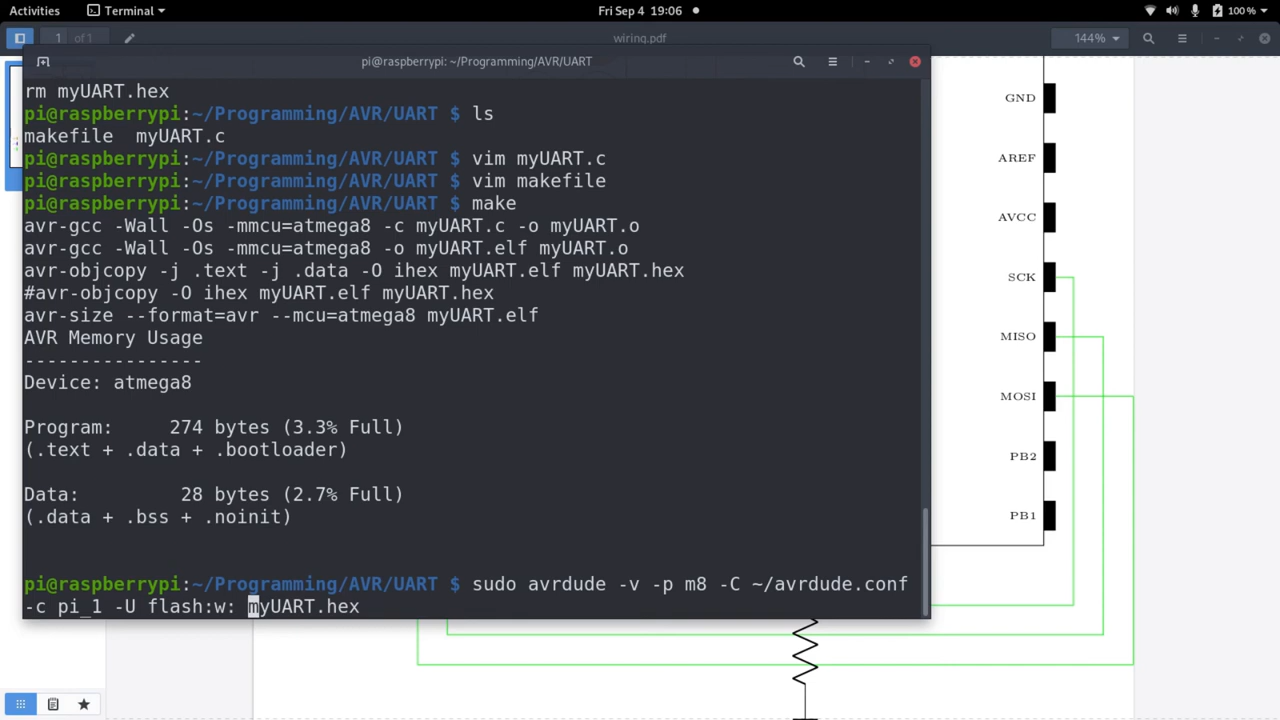 Activities Terminal Fri Sep 4 19:06 100 %
1 of 1 wiring.pdf 144%
pi@raspberrypi: ~/Programming/AVR/UART
rm myUART.hex
pi@raspberrypi:~/Programming/AVR/UART $ ls
makefile  myUART.c
pi@raspberrypi:~/Programming/AVR/UART $ vim myUART.c
pi@raspberrypi:~/Programming/AVR/UART $ vim makefile
pi@raspberrypi:~/Programming/AVR/UART $ make
avr-gcc -Wall -Os -mmcu=atmega8 -c myUART.c -o myUART.o
avr-gcc -Wall -Os -mmcu=atmega8 -o myUART.elf myUART.o
avr-objcopy -j .text -j .data -O ihex myUART.elf myUART.hex
#avr-objcopy -O ihex myUART.elf myUART.hex
avr-size --format=avr --mcu=atmega8 myUART.elf
AVR Memory Usage
----------------
Device: atmega8
Program:     274 bytes (3.3% Full)
(.text + .data + .bootloader)
Data:         28 bytes (2.7% Full)
(.data + .bss + .noinit)
pi@raspberrypi:~/Programming/AVR/UART $ sudo avrdude -v -p m8 -C ~/avrdude.conf
-c pi_1 -U flash:w: myUART.hex
GND
AREF
AVCC
SCK
MISO
MOSI
PB2
PB1